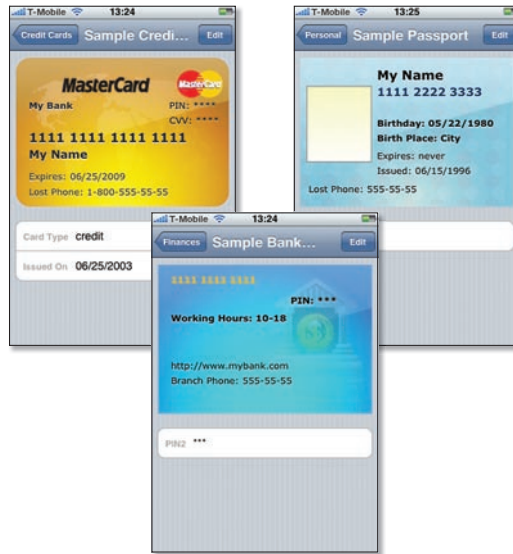 T-Mobile 13:24
Credit Cards Sample Credi... Edit
MasterCard MasterCard
My Bank PIN: ****
CVV: ****
1111 1111 1111 1111
My Name
Expires: 06/25/2009
Lost Phone: 1-800-555-55-55
Card Type credit
Issued On 06/25/2003
T-Mobile 13:25
Personal Sample Passport Edit
My Name
1111 2222 3333
Birthday: 05/22/1980
Birth Place: City
Expires: never
Issued: 06/15/1996
Lost Phone: 555-55-55
T-Mobile 13:24
Finances Sample Bank... Edit
1111 1111 1111
PIN: ***
Working Hours: 10-18
http://www.mybank.com
Branch Phone: 555-55-55
PIN2 ***